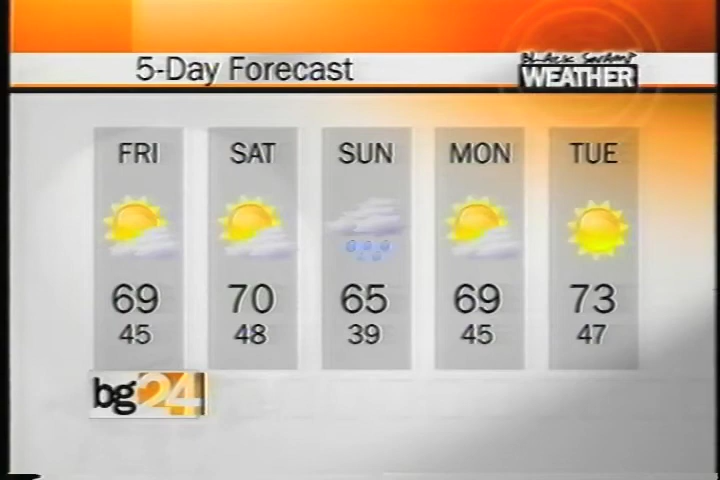 5-Day Forecast
WEATHER
FRI SAT SUN MON TUE
69 70 65 69 73
45 48 39 45 47
bg24